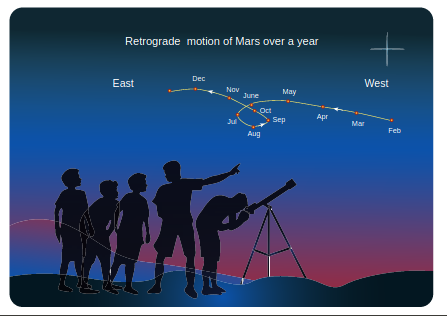 Retrograde motion of Mars over a year
East
West
Dec
Nov
June
May
Oct
Apr
Jul
Sep
Mar
Aug
Feb